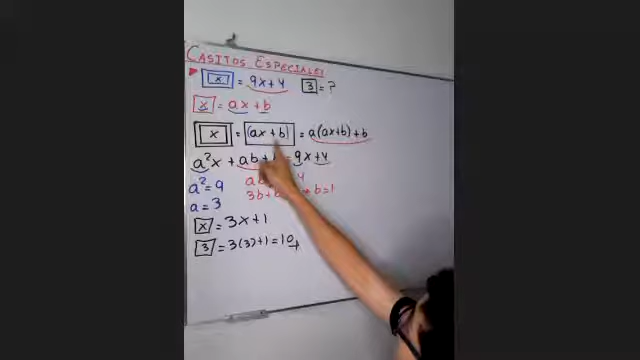 CASITOS ESPECIALES
x = 9x+4 3 = ?
x = ax + b
x = (ax + b) = a(ax+b)+b
a²x + ab + = 9x+4
a² = 9 ab 4
a = 3 3b+ b=1
x = 3x+1
3 = 3(3)+1 = 10